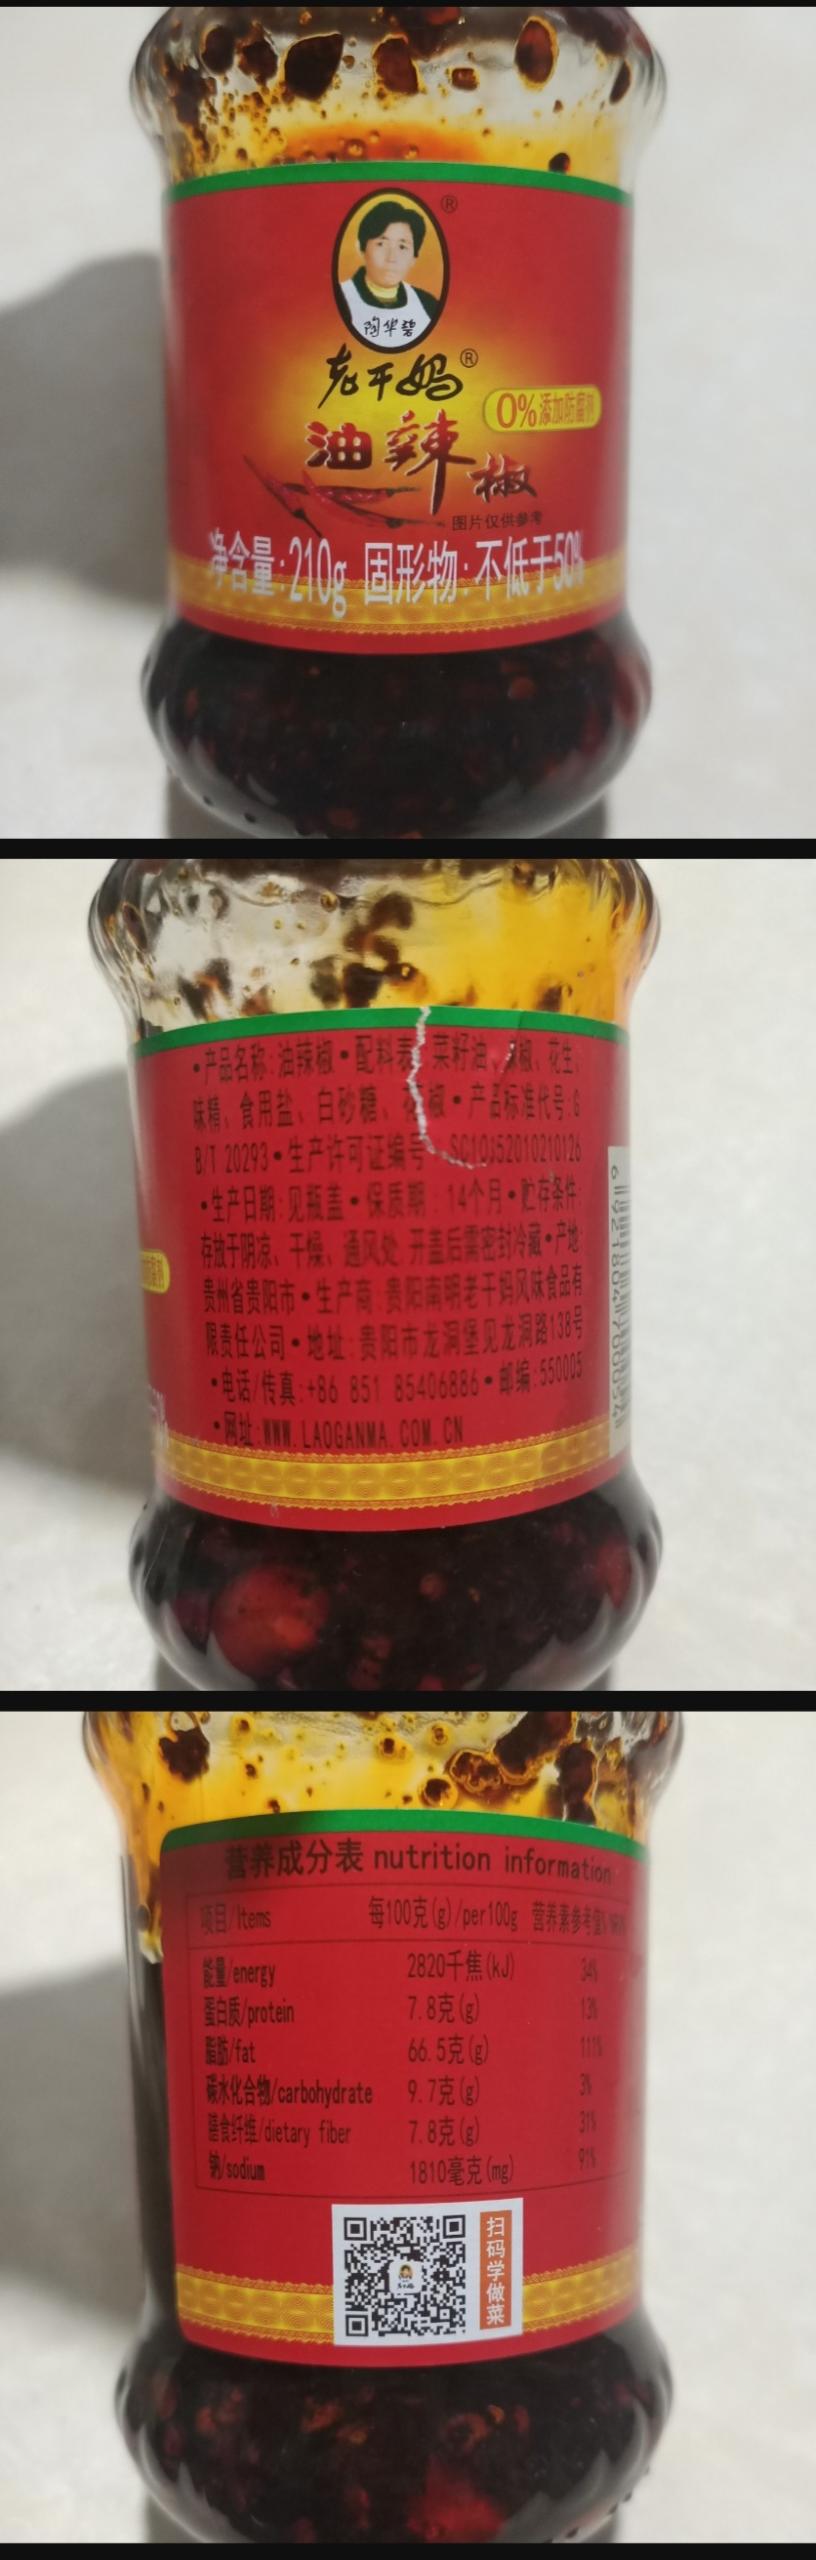 ®
陶华碧
老干妈®
0%添加防腐剂
油辣椒
图片仅供参考
净含量:210g 固形物:不低于50%
•产品名称:油辣椒•配料表 菜籽油、辣椒、花生、
味精、食用盐、白砂糖、花椒•产品标准代号:G
B/T 20293•生产许可证编号 SC10352010210126
•生产日期:见瓶盖•保质期:14个月•贮存条件:
存放于阴凉、干燥、通风处,开盖后需密封冷藏•产地:
贵州省贵阳市•生产商:贵阳南明老干妈风味食品有
限责任公司•地址:贵阳市龙洞堡见龙洞路138号
•电话/传真:+86 851 85406886•邮编:550005
•网址:WWW.LAOGANMA.COM.CN
营养成分表 nutrition information
项目/Items 每100克(g)/per100g 营养素参考值% NRV%
能量/energy 2820千焦(kJ) 34%
蛋白质/protein 7.8克(g) 13%
脂肪/fat 66.5克(g) 111%
碳水化合物/carbohydrate 9.7克(g) 3%
膳食纤维/dietary fiber 7.8克(g) 31%
钠/sodium 1810毫克(mg) 91%
扫码学做菜
老干妈